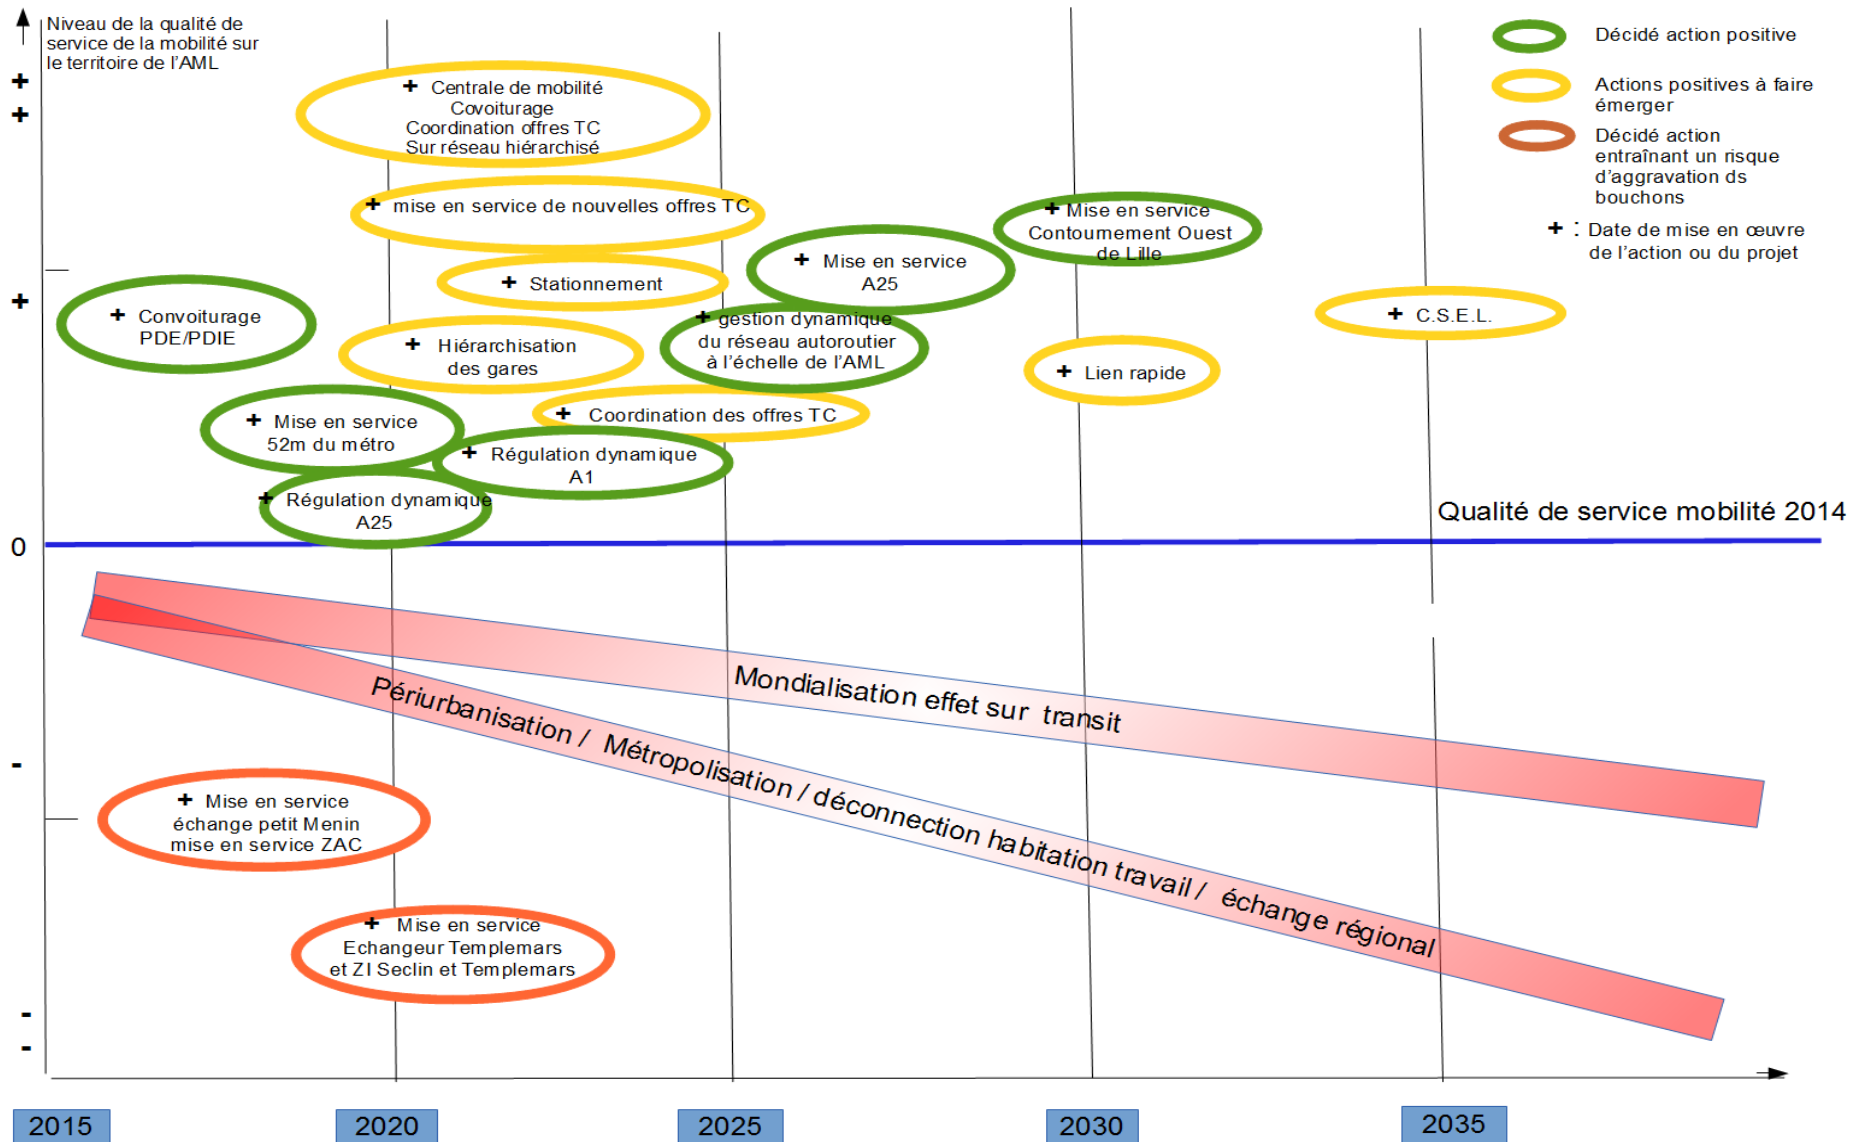 Niveau de la qualité de
service de la mobilité sur
le territoire de l'AML
+
+
+
0
-
-
-
Décidé action positive
Actions positives à faire
émerger
Décidé action
entraînant un risque
d'aggravation ds
bouchons
+ : Date de mise en œuvre
de l'action ou du projet
+ Centrale de mobilité
Covoiturage
Coordination offres TC
Sur réseau hiérarchisé
+ mise en service de nouvelles offres TC
+ Mise en service
Contournement Ouest
de Lille
+ Mise en service
A25
+ Stationnement
+ Convoiturage
PDE/PDIE
+ gestion dynamique
du réseau autoroutier
à l'échelle de l'AML
+ C.S.E.L.
+ Hiérarchisation
des gares
+ Lien rapide
+ Coordination des offres TC
+ Mise en service
52m du métro
+ Régulation dynamique
A1
+ Régulation dynamique
A25
Qualité de service mobilité 2014
Mondialisation effet sur transit
Périurbanisation / Métropolisation / déconnection habitation travail / échange régional
+ Mise en service
échange petit Menin
mise en service ZAC
+ Mise en service
Echangeur Templemars
et ZI Seclin et Templemars
2015
2020
2025
2030
2035